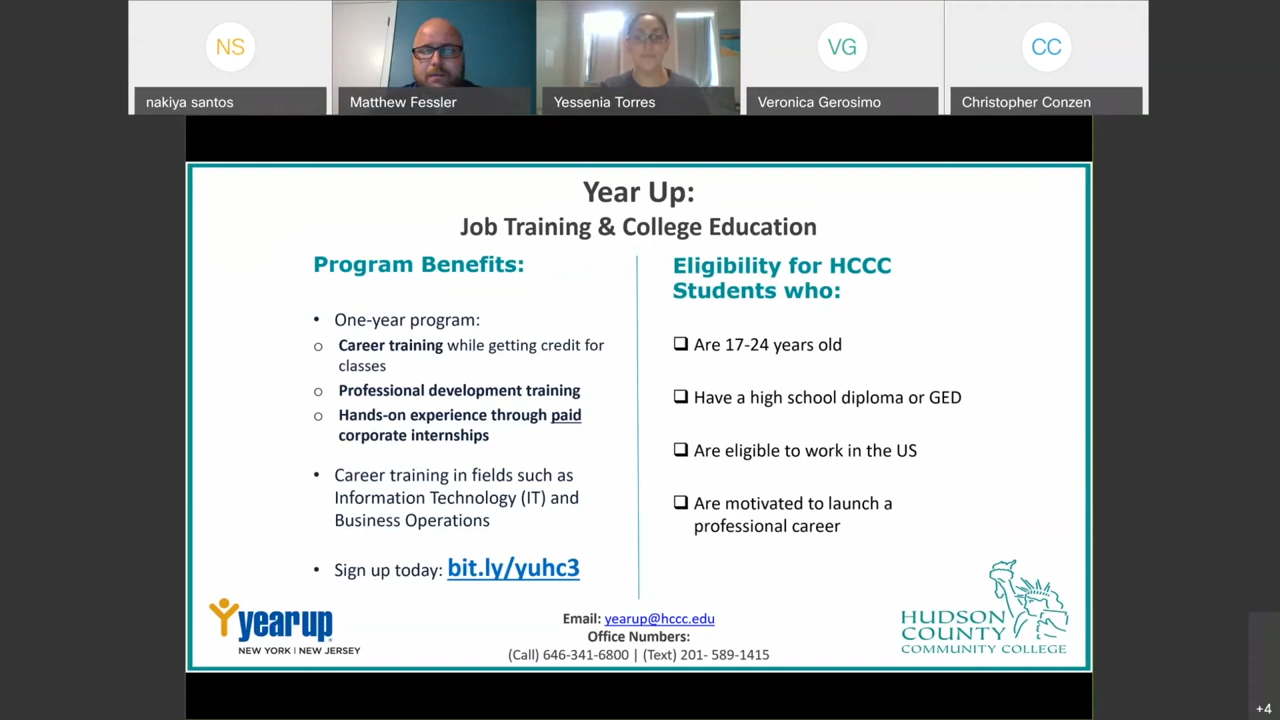 NS
VG
CC
nakiya santos
Matthew Fessler
Yessenia Torres
Veronica Gerosimo
Christopher Conzen
Year Up:
Job Training & College Education
Program Benefits:
• One-year program:
o Career training while getting credit for
classes
o Professional development training
o Hands-on experience through paid
corporate internships
• Career training in fields such as
Information Technology (IT) and
Business Operations
• Sign up today: bit.ly/yuhc3
Eligibility for HCCC
Students who:
❑ Are 17-24 years old
❑ Have a high school diploma or GED
❑ Are eligible to work in the US
❑ Are motivated to launch a
professional career
year up
NEW YORK | NEW JERSEY
Email: yearup@hccc.edu
Office Numbers:
(Call) 646-341-6800 | (Text) 201- 589-1415
HUDSON
COUNTY
COMMUNITY COLLEGE
+4